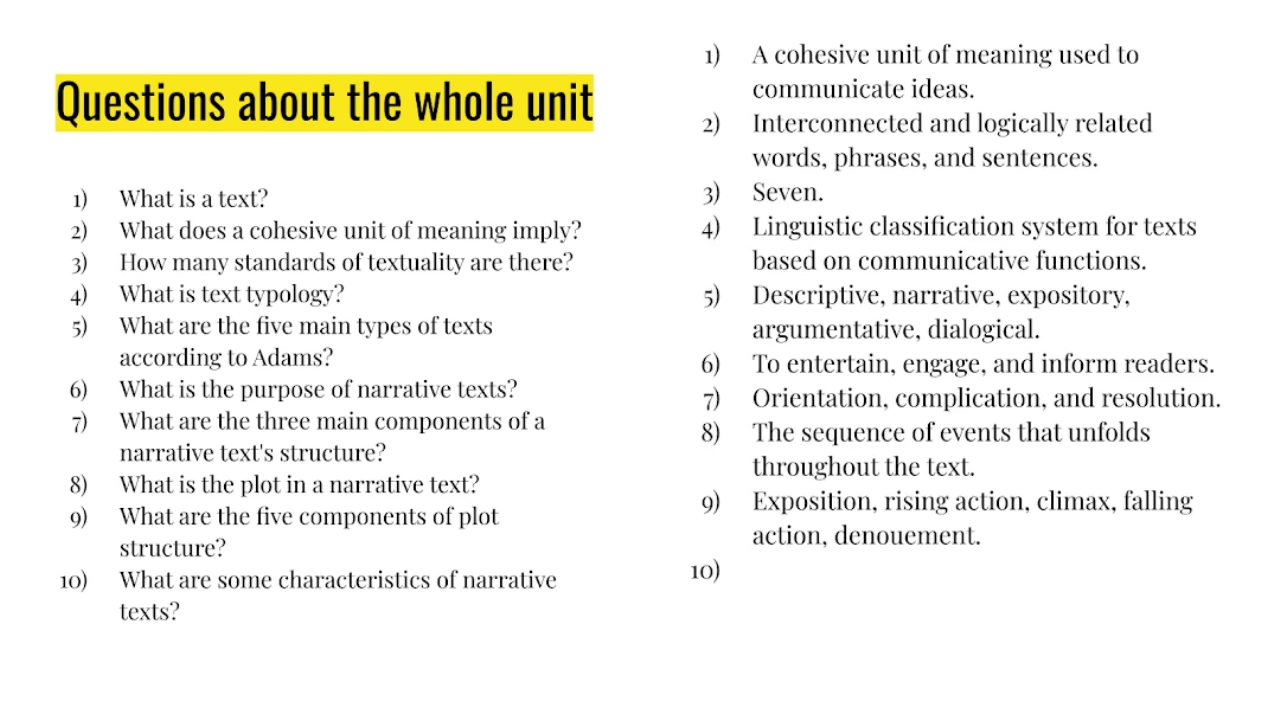 Questions about the whole unit
1) What is a text?
2) What does a cohesive unit of meaning imply?
3) How many standards of textuality are there?
4) What is text typology?
5) What are the five main types of texts
according to Adams?
6) What is the purpose of narrative texts?
7) What are the three main components of a
narrative text's structure?
8) What is the plot in a narrative text?
9) What are the five components of plot
structure?
10) What are some characteristics of narrative
texts?
1) A cohesive unit of meaning used to
communicate ideas.
2) Interconnected and logically related
words, phrases, and sentences.
3) Seven.
4) Linguistic classification system for texts
based on communicative functions.
5) Descriptive, narrative, expository,
argumentative, dialogical.
6) To entertain, engage, and inform readers.
7) Orientation, complication, and resolution.
8) The sequence of events that unfolds
throughout the text.
9) Exposition, rising action, climax, falling
action, denouement.
10)